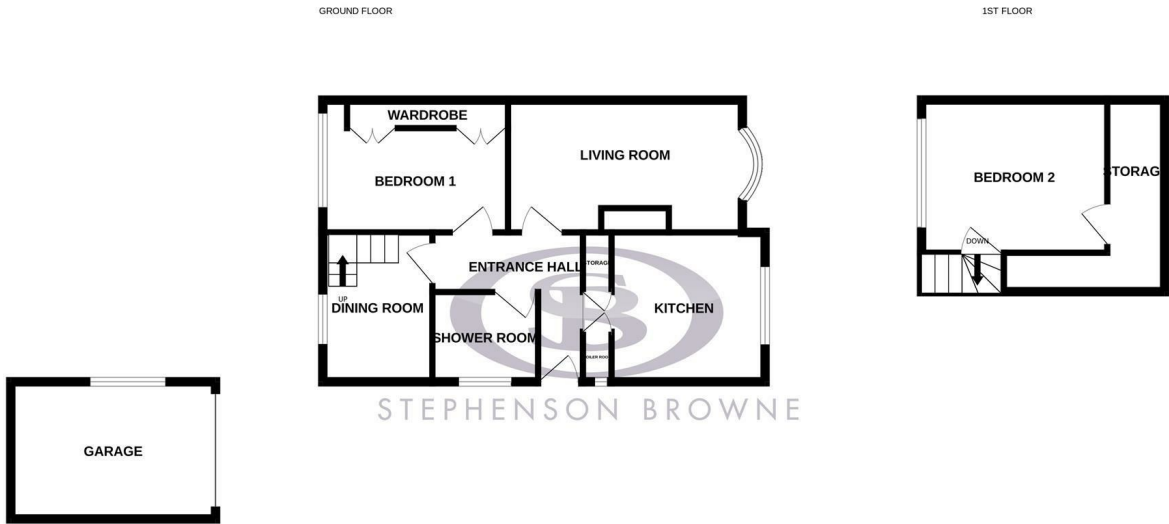 GROUND FLOOR
1ST FLOOR
WARDROBE
LIVING ROOM
BEDROOM 1
BEDROOM 2
STORAG
DOWN
ENTRANCE HALL
STORAGE
UP
DINING ROOM
SHOWER ROOM
KITCHEN
BOILER ROOM
SB
STEPHENSON BROWNE
GARAGE